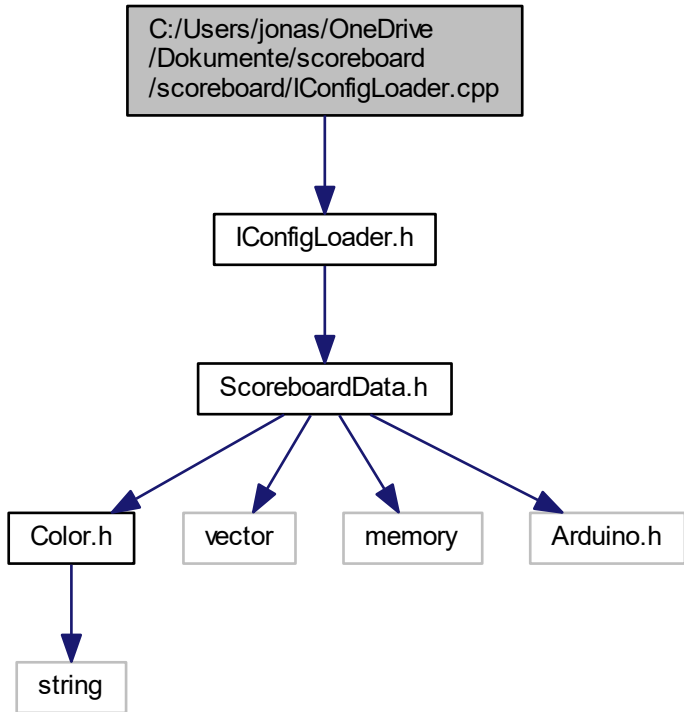 C:/Users/jonas/OneDrive
/Dokumente/scoreboard
/scoreboard/IConfigLoader.cpp
IConfigLoader.h
ScoreboardData.h
Color.h
vector
memory
Arduino.h
string